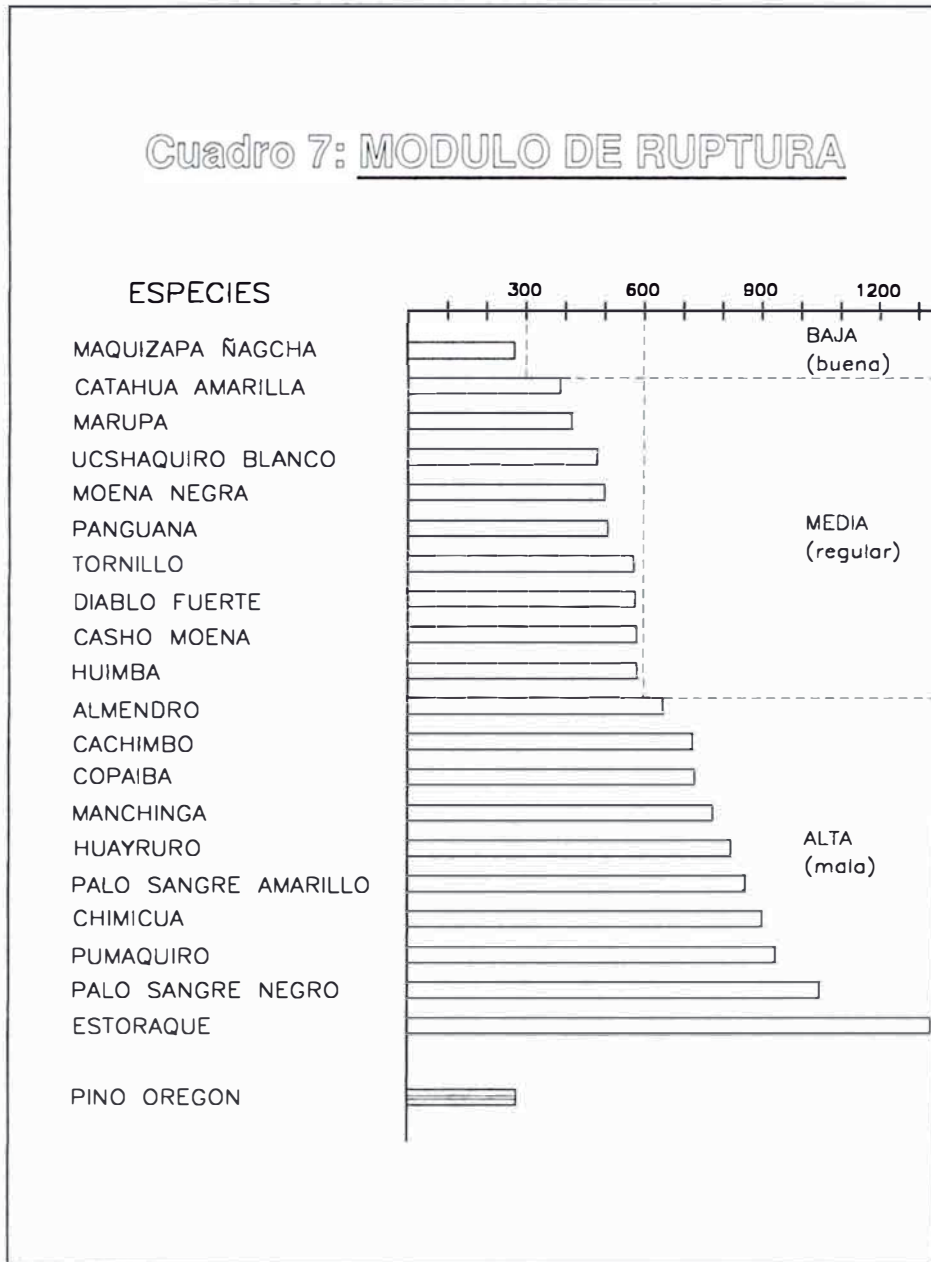 Cuadro 7: MODULO DE RUPTURA
ESPECIES
300 600 900 1200
MAQUIZAPA ÑAGCHA
BAJA
(buena)
CATAHUA AMARILLA
MARUPA
UCSHAQUIRO BLANCO
MOENA NEGRA
PANGUANA
MEDIA
(regular)
TORNILLO
DIABLO FUERTE
CASHO MOENA
HUIMBA
ALMENDRO
CACHIMBO
COPAIBA
MANCHINGA
HUAYRURO
ALTA
(mala)
PALO SANGRE AMARILLO
CHIMICUA
PUMAQUIRO
PALO SANGRE NEGRO
ESTORAQUE
PINO OREGON